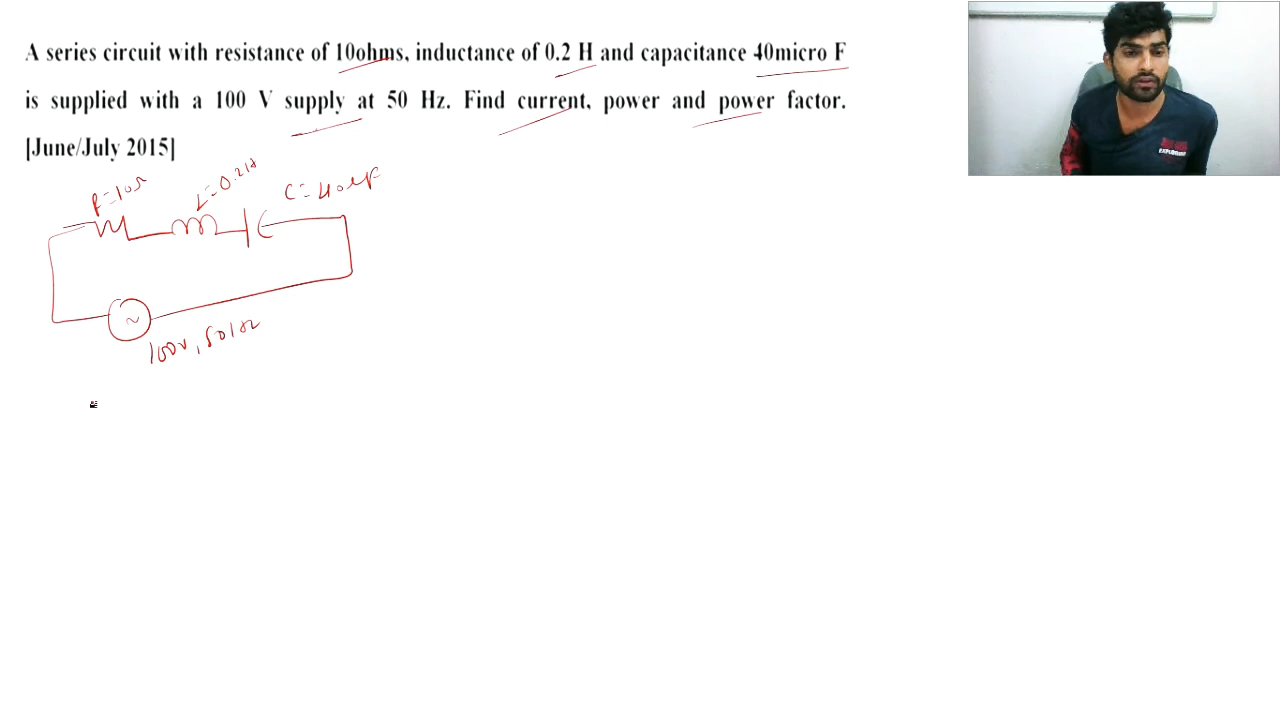 A series circuit with resistance of 10ohms, inductance of 0.2 H and capacitance 40micro F
is supplied with a 100 V supply at 50 Hz. Find current, power and power factor.
[June/July 2015]
R=10Ω
L=0.2H
C=40μF
~
100V, 50Hz